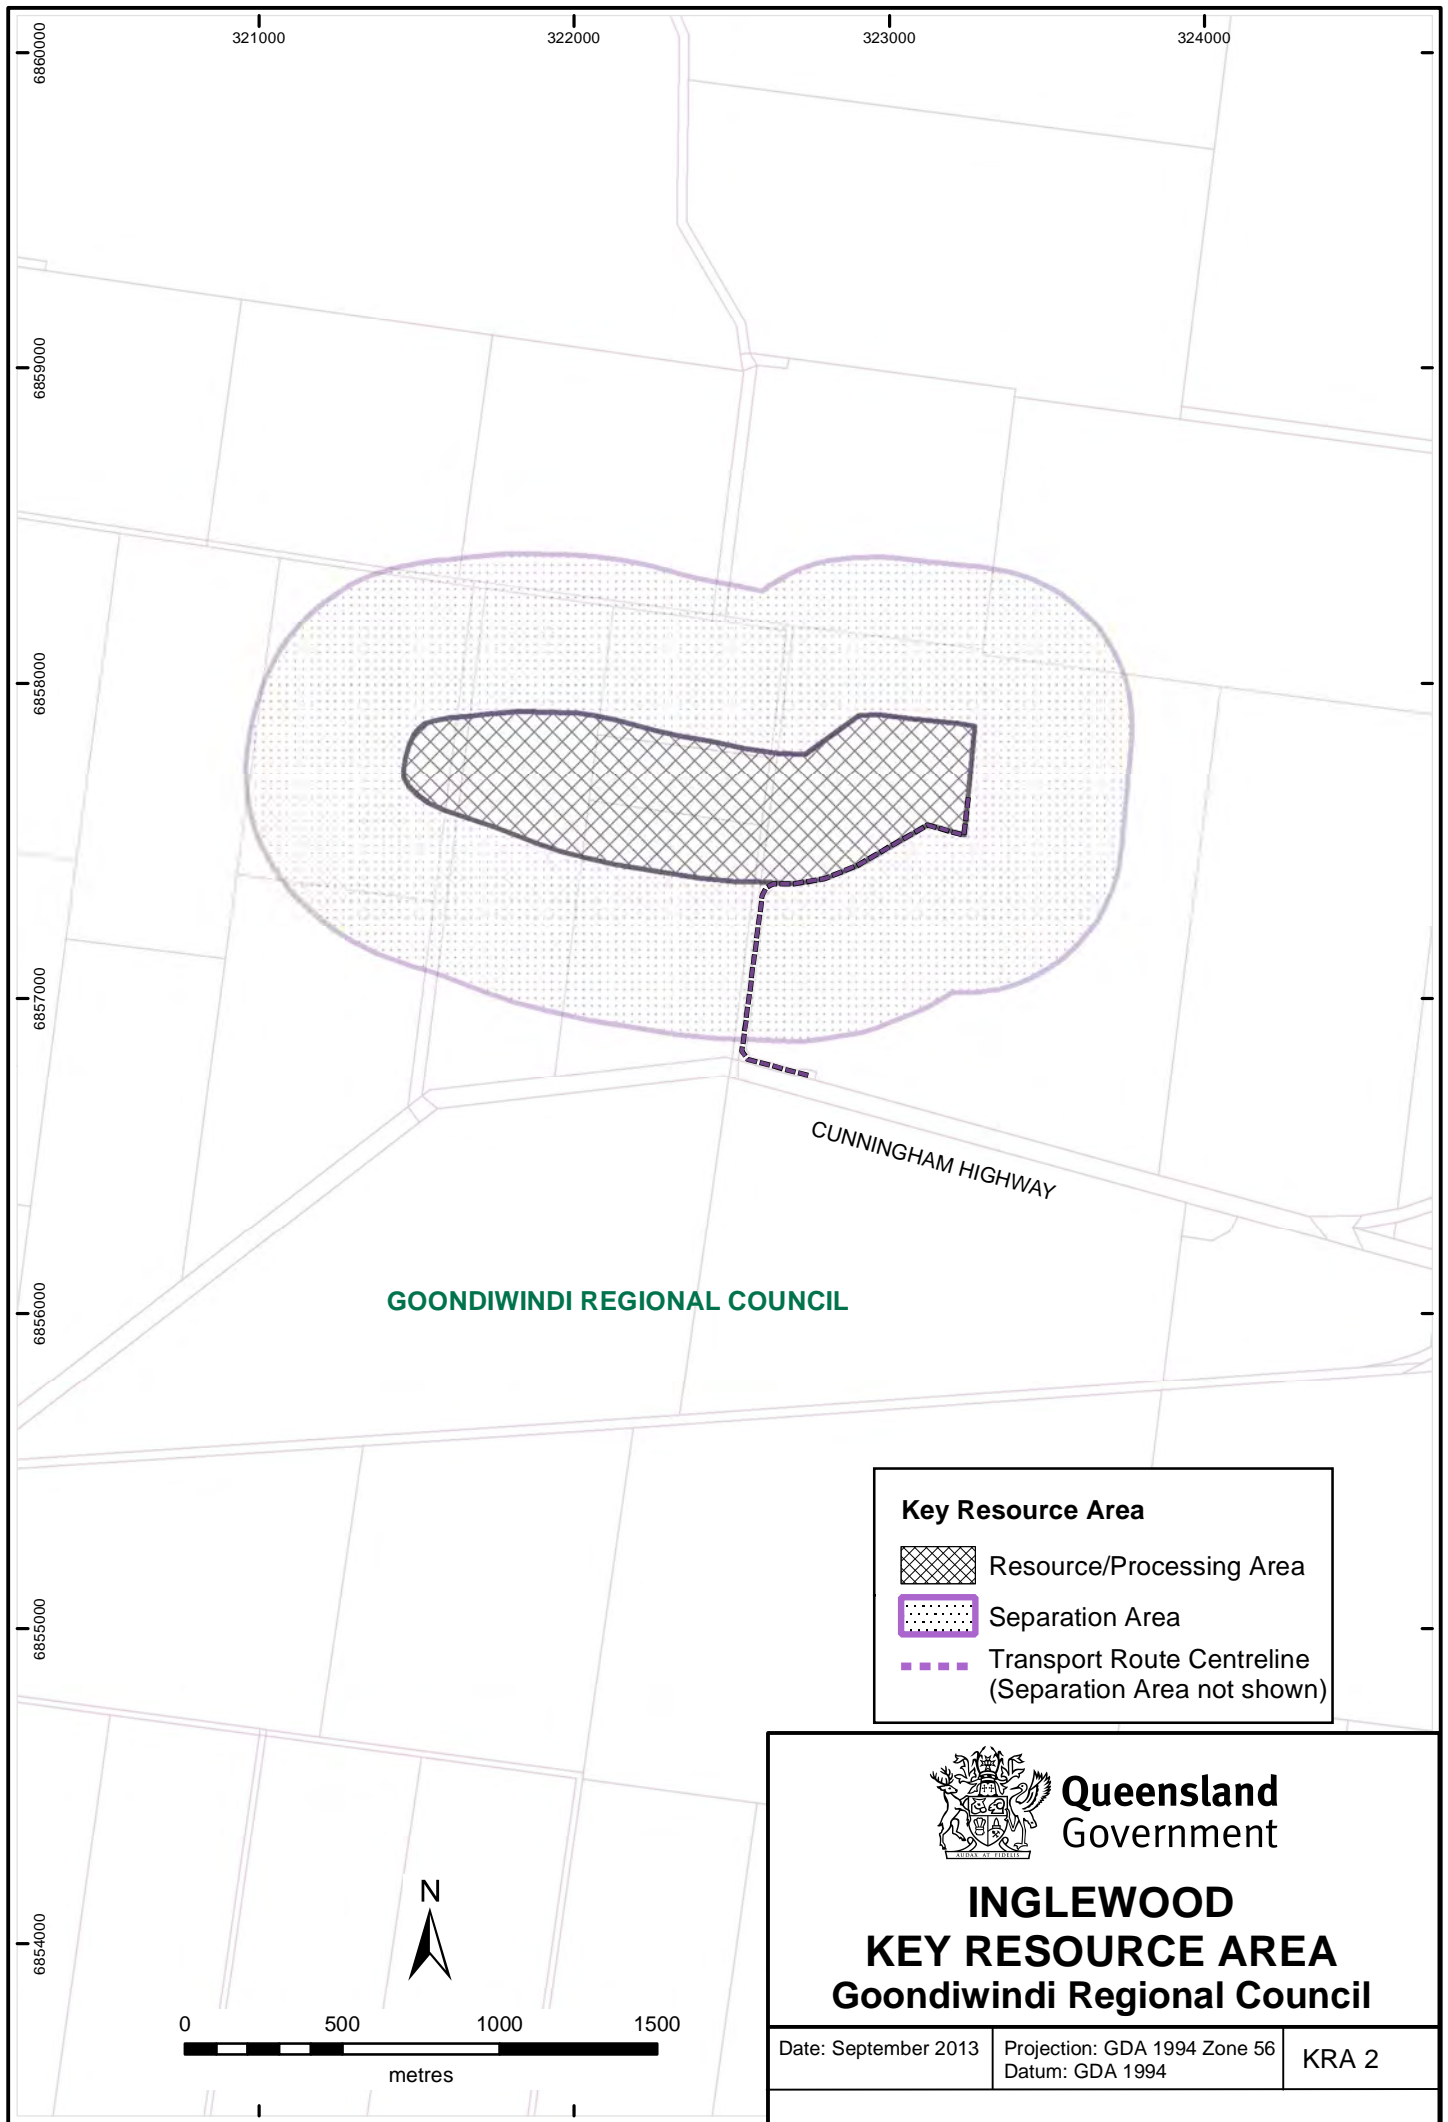 321000
322000
323000
324000
6860000
6859000
6858000
6857000
6856000
6855000
6854000
CUNNINGHAM HIGHWAY
GOONDIWINDI REGIONAL COUNCIL
Key Resource Area
Resource/Processing Area
Separation Area
Transport Route Centreline
(Separation Area not shown)
AUDAX AT FIDELIS
Queensland
Government
INGLEWOOD
KEY RESOURCE AREA
Goondiwindi Regional Council
Date: September 2013
Projection: GDA 1994 Zone 56
Datum: GDA 1994
KRA 2
N
0 500 1000 1500
metres